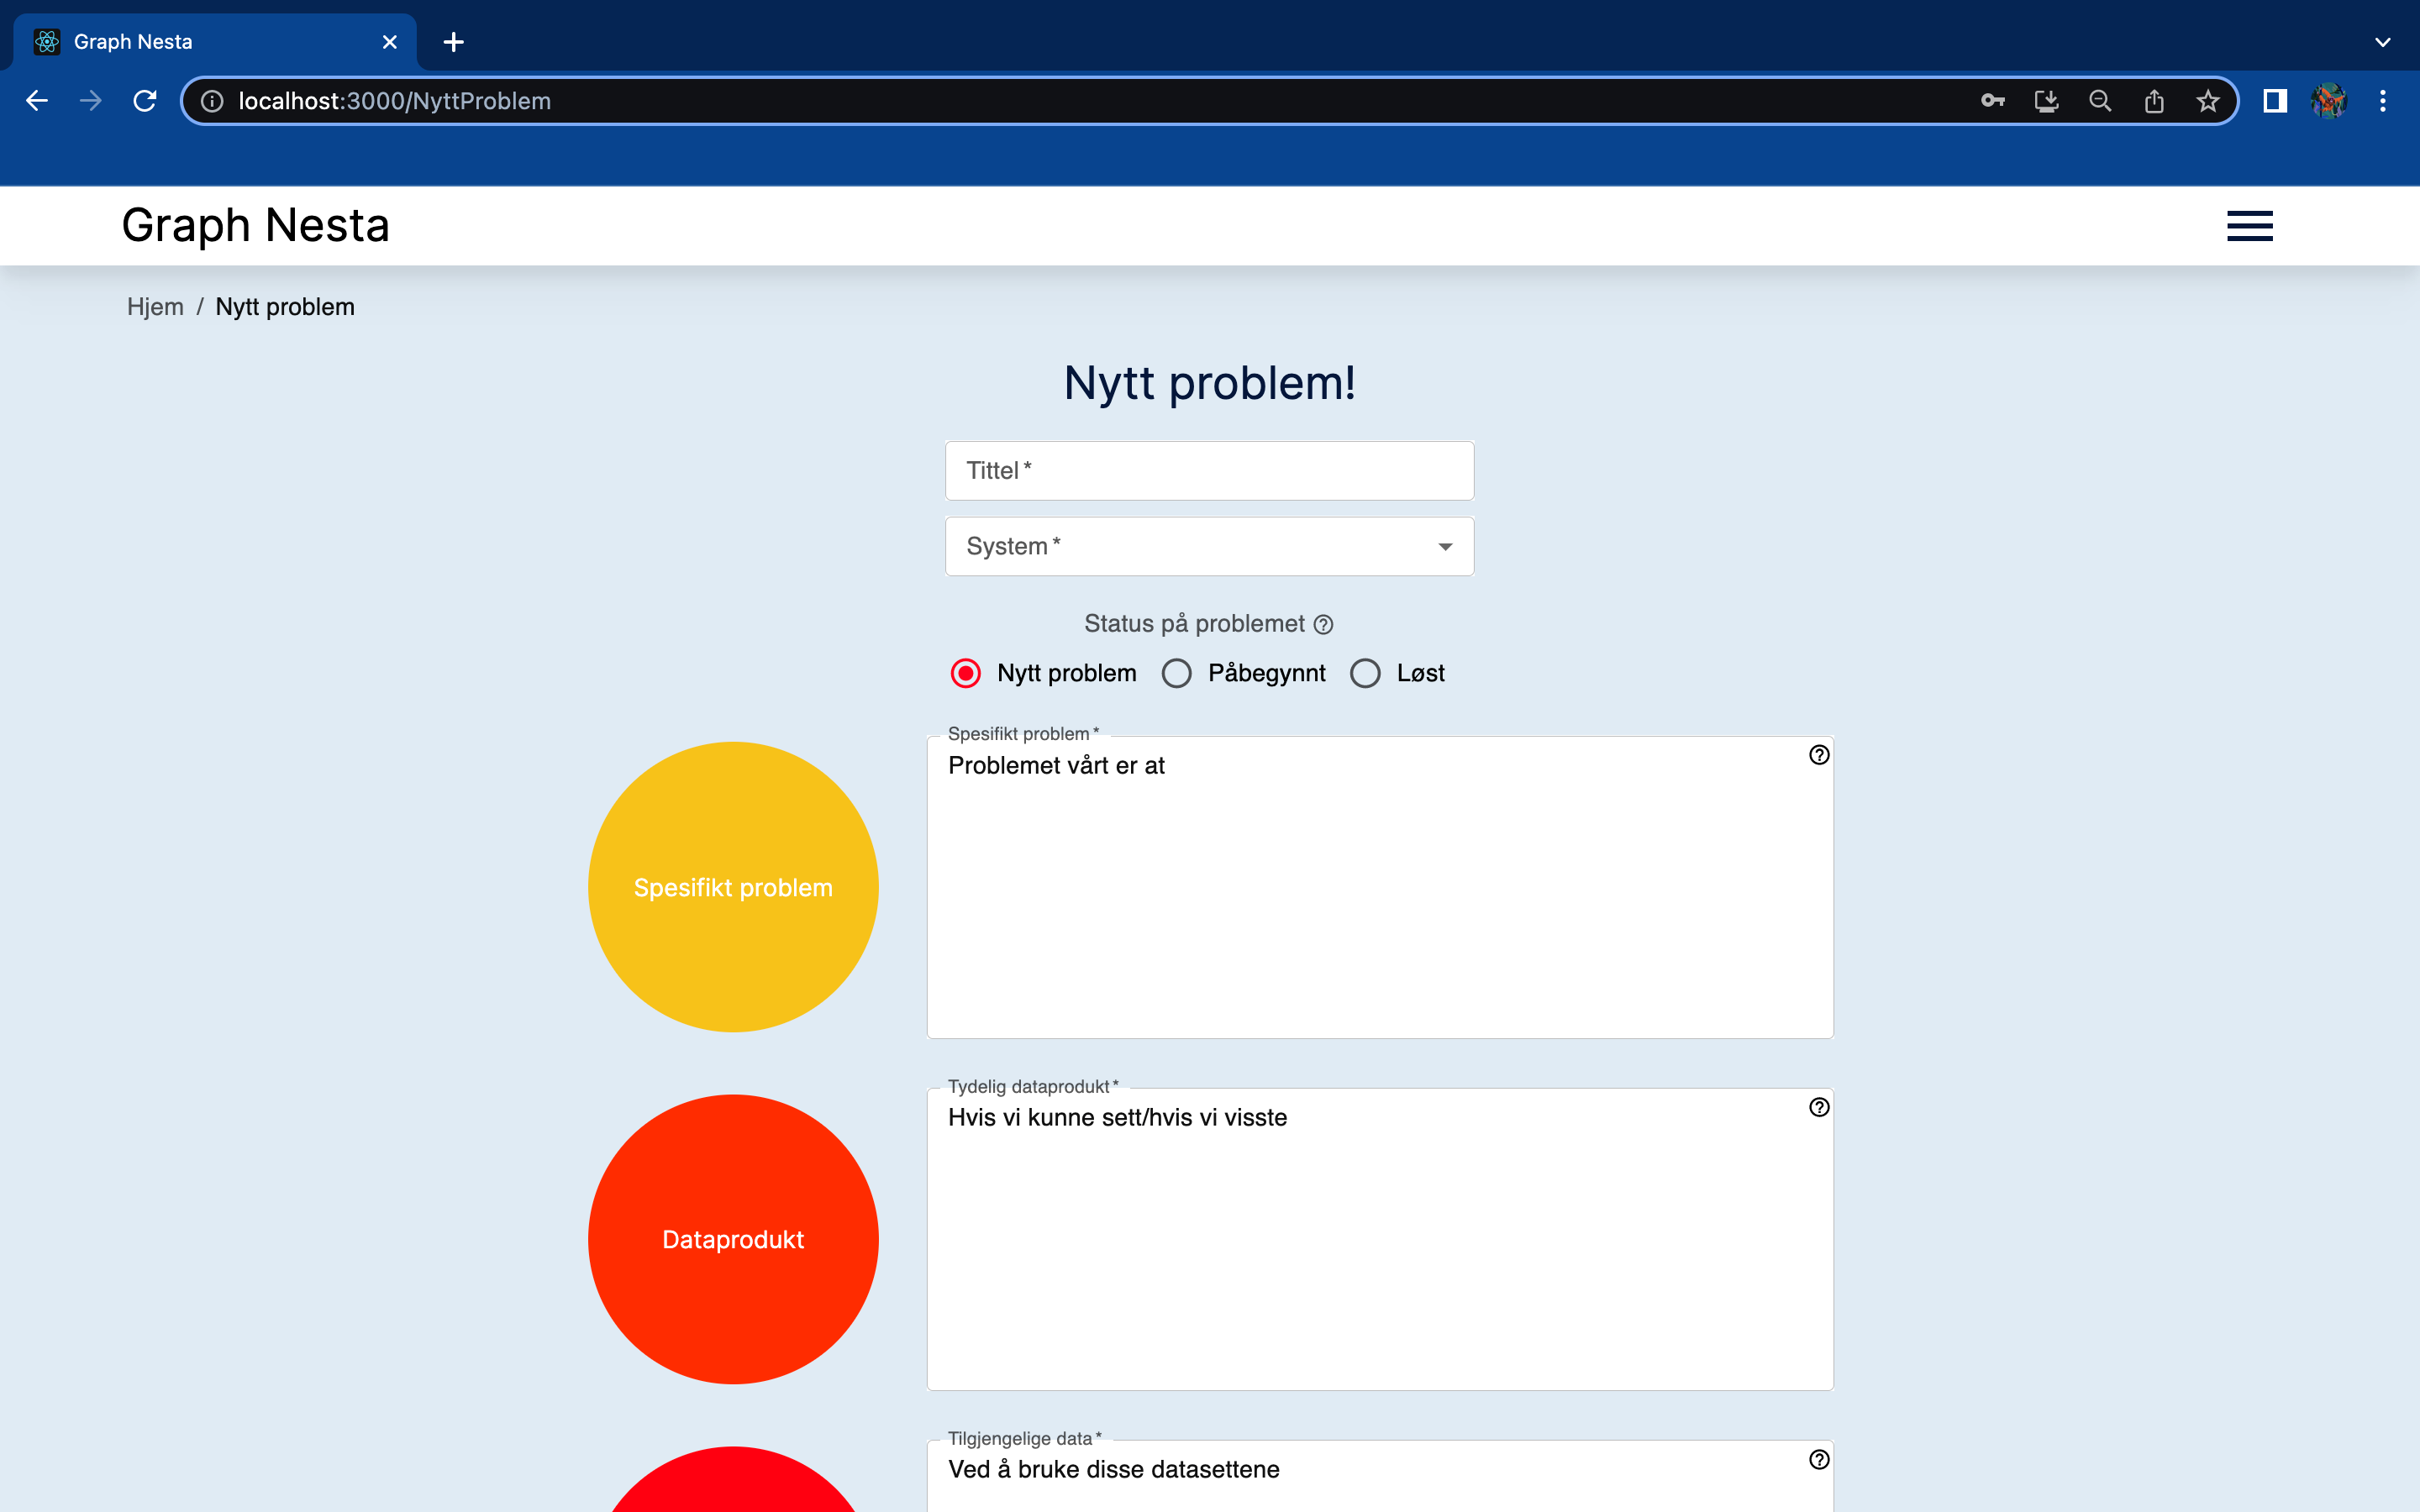 Graph Nesta
localhost:3000/NyttProblem
Graph Nesta
Hjem / Nytt problem
Nytt problem!
Tittel *
System *
Status på problemet
Nytt problem Påbegynnt Løst
Spesifikt problem *
Problemet vårt er at
Spesifikt problem
Tydelig dataprodukt *
Hvis vi kunne sett/hvis vi visste
Dataprodukt
Tilgjengelige data *
Ved å bruke disse datasettene